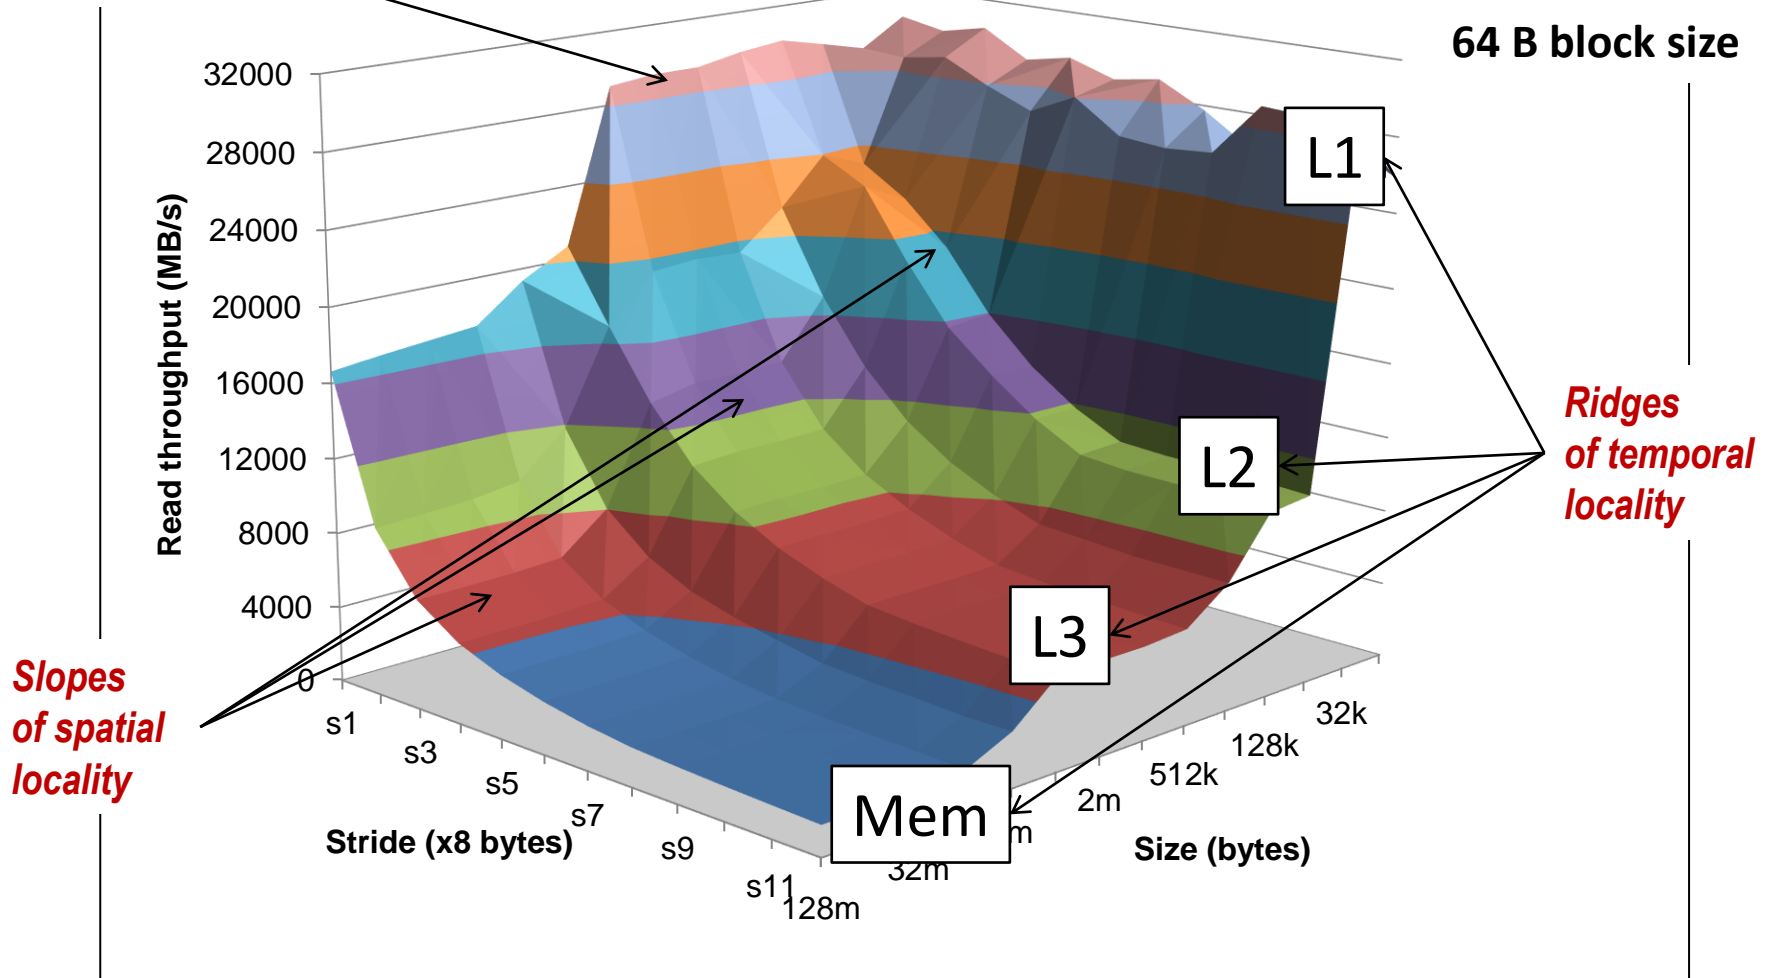 64 B block size
32000
28000
24000
20000
16000
12000
8000
4000
0
Read throughput (MB/s)
L1
L2
L3
Mem
Ridges
of temporal
locality
Slopes
of spatial
locality
s1
s3
s5
s7
s9
s11
Stride (x8 bytes)
128m
32m
m
2m
512k
128k
32k
Size (bytes)